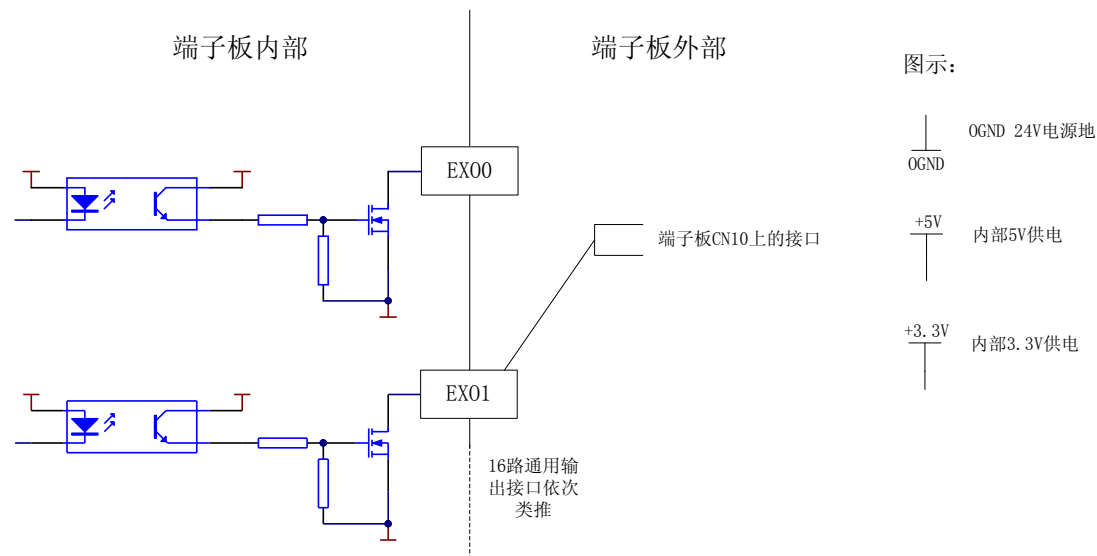 端子板内部
端子板外部
图示：
EXO0
OGND
OGND 24V电源地
端子板CN10上的接口
+5V
内部5V供电
+3.3V
内部3.3V供电
EXO1
16路通用输
出接口依次
类推